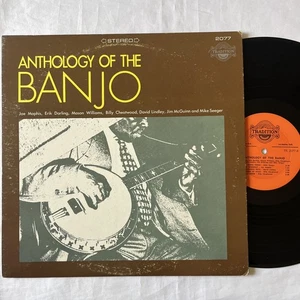 STEREO
2077
TRADITION
ANTHOLOGY OF THE
BANJO
Joe Maphis, Erik Darling, Mason Williams, Billy Cheatwood, David Lindley, Jim McGuinn and Mike Seeger
TRADITION
ANTHOLOGY OF THE BANJO